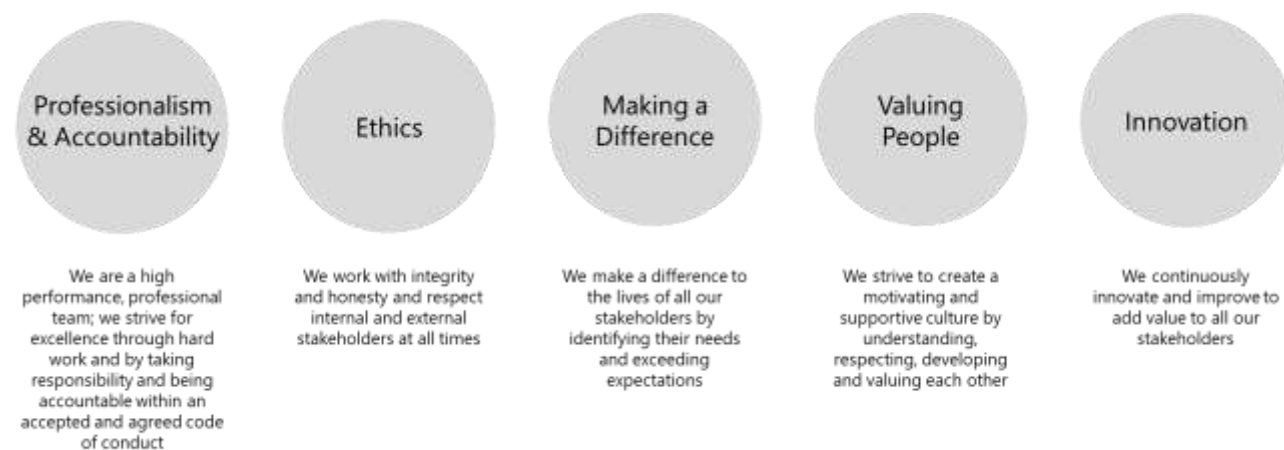 Professionalism
& Accountability
Ethics
Making a
Difference
Valuing
People
Innovation
We are a high
performance, professional
team; we strive for
excellence through hard
work and by taking
responsibility and being
accountable within an
accepted and agreed code
of conduct
We work with integrity
and honesty and respect
internal and external
stakeholders at all times
We make a difference to
the lives of all our
stakeholders by
identifying their needs
and exceeding
expectations
We strive to create a
motivating and
supportive culture by
understanding,
respecting, developing
and valuing each other
We continuously
innovate and improve to
add value to all our
stakeholders